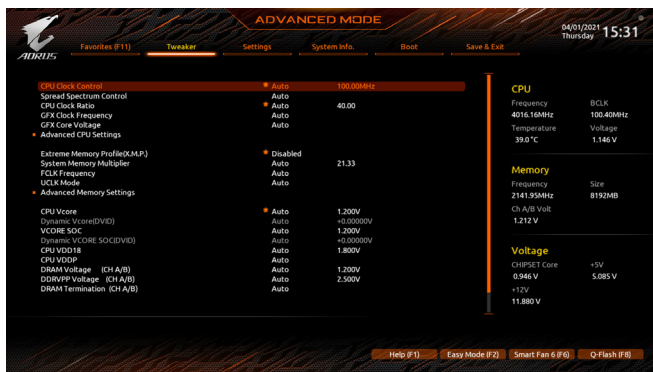 ADVANCED MODE
04/01/2021 Thursday 15:31
AORUS
Favorites (F11) Tweaker Settings System Info. Boot Save & Exit
CPU Clock Control * Auto 100.00MHz
Spread Spectrum Control Auto
CPU Clock Ratio * Auto 40.00
GFX Clock Frequency Auto
GFX Core Voltage Auto
Advanced CPU Settings
Extreme Memory Profile(X.M.P.) * Disabled
System Memory Multiplier Auto 21.33
FCLK Frequency Auto
UCLK Mode Auto
Advanced Memory Settings
CPU Vcore * Auto 1.200V
Dynamic Vcore(DVID) Auto +0.00000V
VCORE SOC Auto 1.200V
Dynamic VCORE SOC(DVID) Auto +0.00000V
CPU VDD18 Auto 1.800V
CPU VDDP Auto
DRAM Voltage (CH A/B) Auto 1.200V
DDRVPP Voltage (CH A/B) Auto 2.500V
DRAM Termination (CH A/B) Auto
CPU
Frequency BCLK
4016.16MHz 100.40MHz
Temperature Voltage
39.0 °C 1.146 V
Memory
Frequency Size
2141.95MHz 8192MB
Ch A/B Volt
1.212 V
Voltage
CHIPSET Core +5V
0.946 V 5.085 V
+12V
11.880 V
Help (F1) Easy Mode (F2) Smart Fan 6 (F6) Q-Flash (F8)